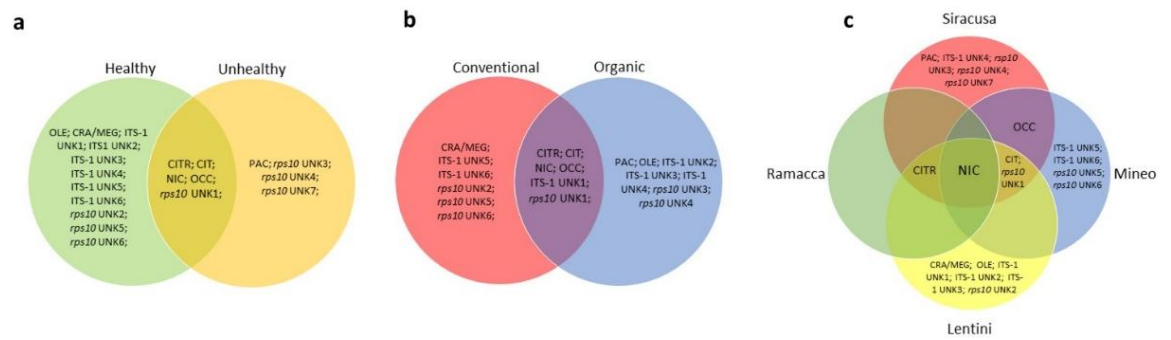 a
Healthy
Unhealthy
OLE; CRA/MEG; ITS-1
UNK1; ITS1 UNK2;
ITS-1 UNK3;
ITS-1 UNK4;
ITS-1 UNK5;
ITS-1 UNK6;
rps10 UNK2;
rps10 UNK5;
rps10 UNK6;
CITR; CIT;
NIC; OCC;
rps10 UNK1;
PAC; rps10 UNK3;
rps10 UNK4;
rps10 UNK7;
b
Conventional
Organic
CRA/MEG;
ITS-1 UNK5;
ITS-1 UNK6;
rps10 UNK2;
rps10 UNK5;
rps10 UNK6;
CITR; CIT;
NIC; OCC;
ITS-1 UNK1;
rps10 UNK1;
PAC; OLE; ITS-1 UNK2;
ITS-1 UNK3; ITS-1
UNK4; rps10 UNK3;
rps10 UNK4
c
Siracusa
PAC; ITS-1 UNK4; rsp10
UNK3; rps10 UNK4;
rps10 UNK7
OCC
Ramacca
CITR
NIC
CIT;
rps10
UNK1
ITS-1 UNK5;
ITS-1 UNK6;
rps10 UNK5;
rps10 UNK6
Mineo
CRA/MEG; OLE; ITS-1
UNK1; ITS-1 UNK2; ITS-
1 UNK3; rps10 UNK2
Lentini